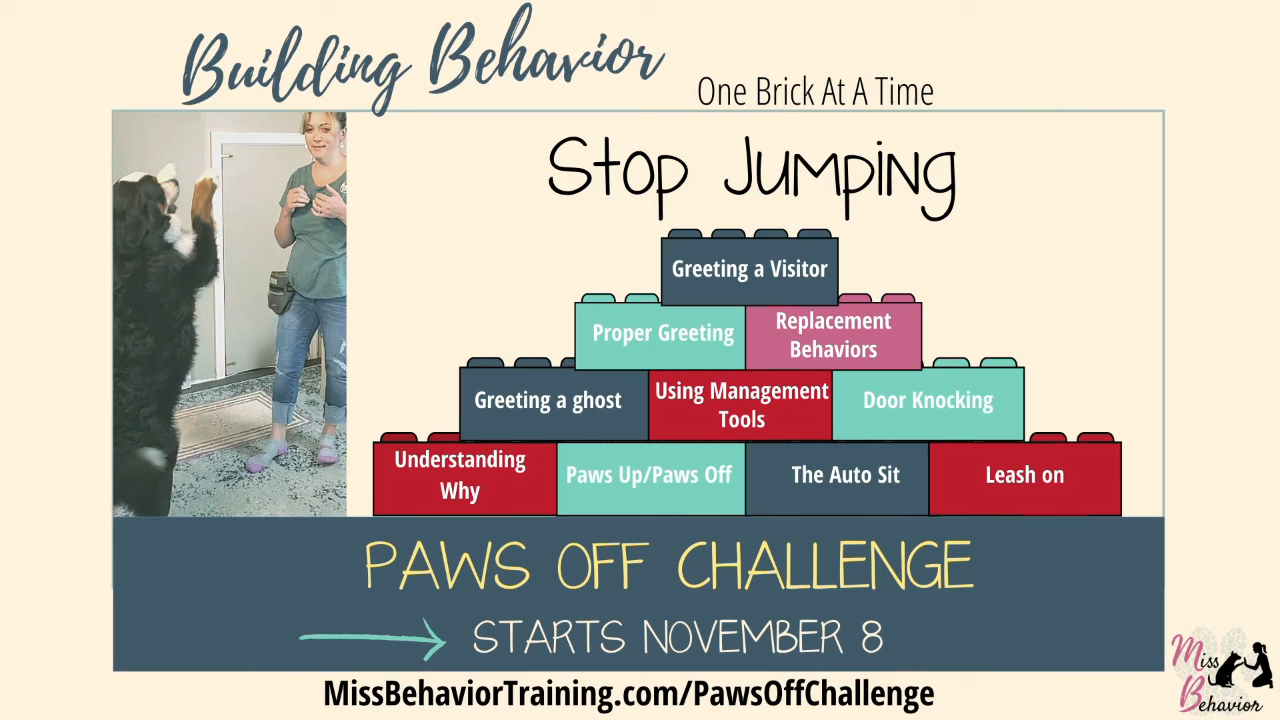 Building Behavior
One Brick At A Time
Stop Jumping
Greeting a Visitor
Proper Greeting
Replacement
Behaviors
Greeting a ghost
Using Management
Tools
Door Knocking
Understanding
Why
Paws Up/Paws Off
The Auto Sit
Leash on
PAWS OFF CHALLENGE
STARTS NOVEMBER 8
MissBehaviorTraining.com/PawsOffChallenge
Miss
Behavior